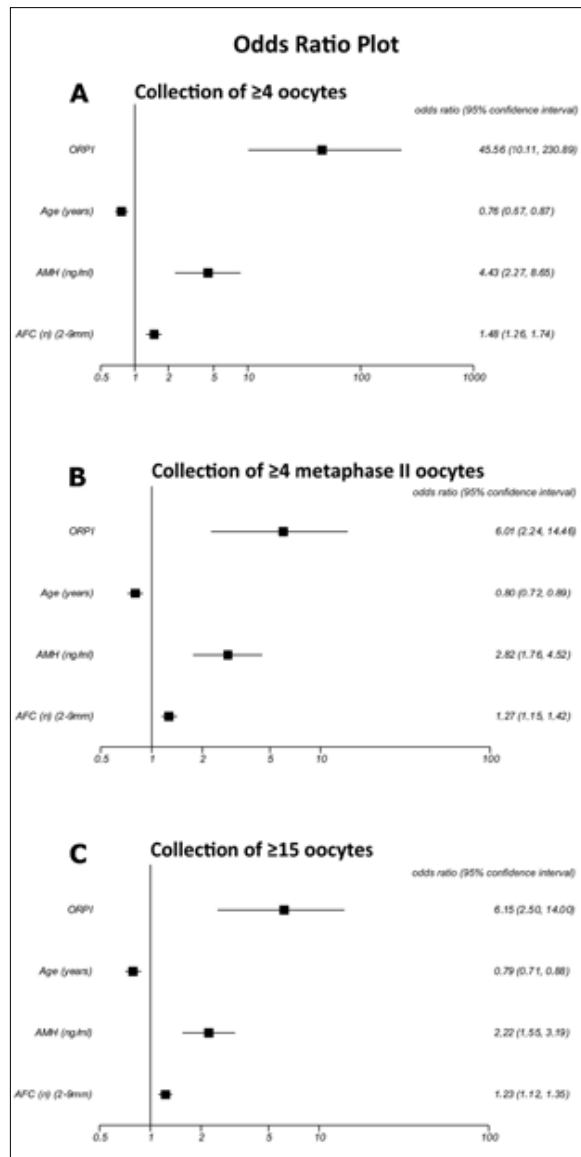 Odds Ratio Plot
A Collection of ≥4 oocytes
odds ratio (95% confidence interval)
ORPI 45.56 (10.11, 230.89)
Age (years) 0.76 (0.67, 0.87)
AMH (ng/ml) 4.43 (2.27, 8.65)
AFC (n) (2-9mm) 1.48 (1.26, 1.74)
0.5 1 2 5 10 100 1000
B Collection of ≥4 metaphase II oocytes
odds ratio (95% confidence interval)
ORPI 6.01 (2.24, 14.46)
Age (years) 0.80 (0.72, 0.89)
AMH (ng/ml) 2.82 (1.76, 4.52)
AFC (n) (2-9mm) 1.27 (1.15, 1.42)
0.5 1 2 5 10 100
C Collection of ≥15 oocytes
odds ratio (95% confidence interval)
ORPI 6.15 (2.50, 14.00)
Age (years) 0.79 (0.71, 0.88)
AMH (ng/ml) 2.22 (1.55, 3.19)
AFC (n) (2-9mm) 1.23 (1.12, 1.35)
0.5 1 2 5 10 100